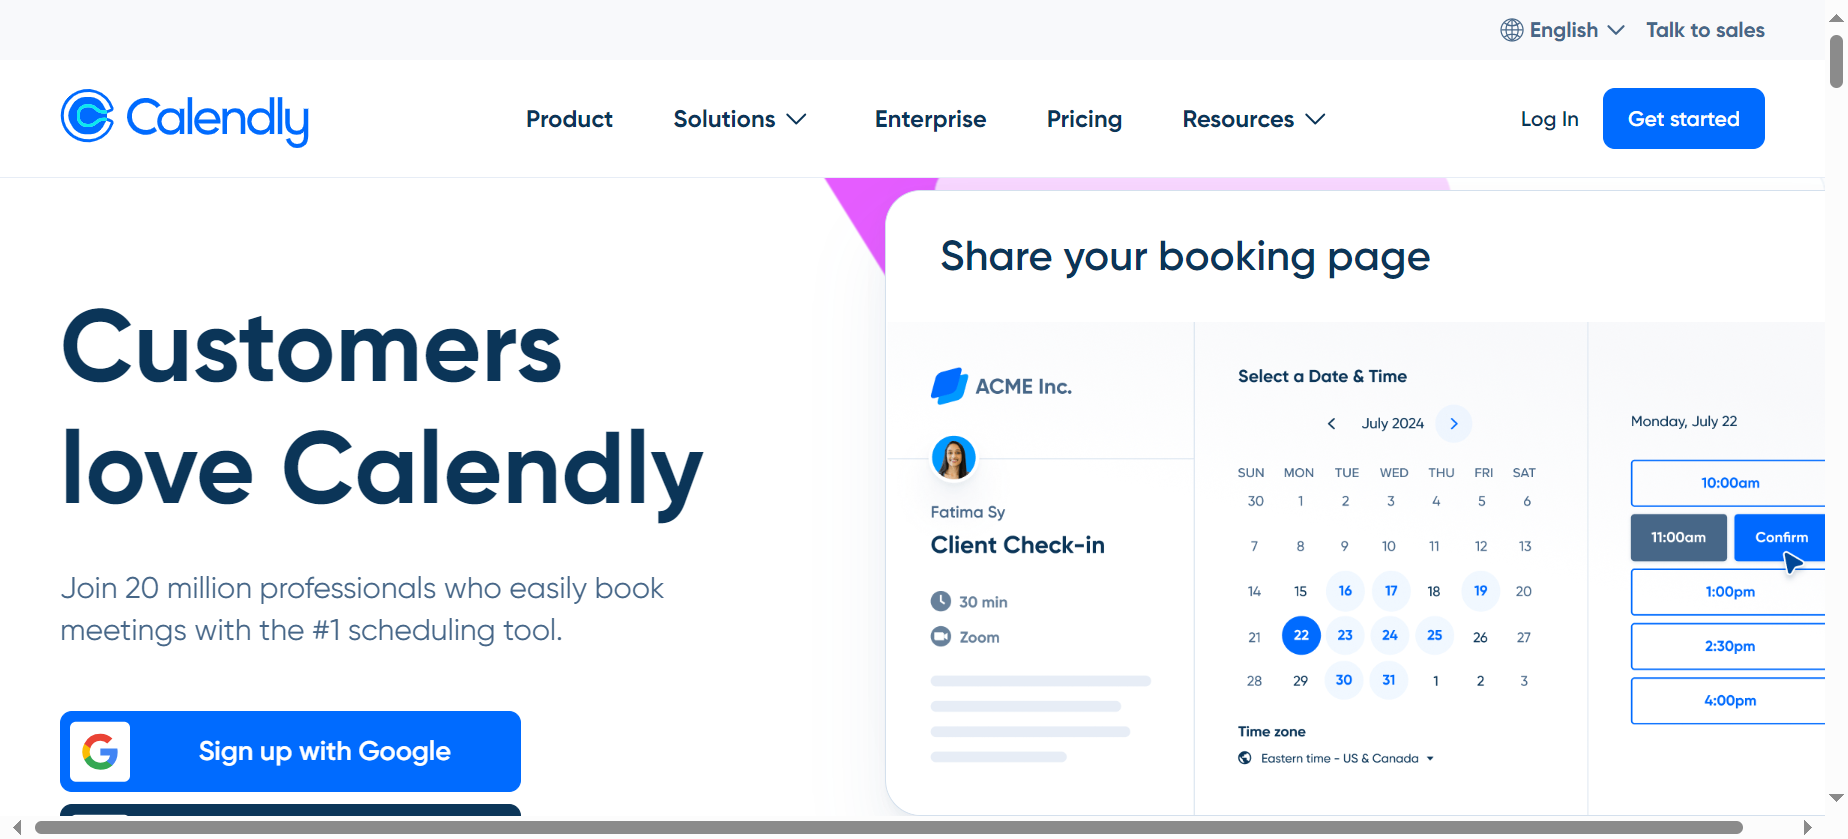 English
Talk to sales
Calendly
Product
Solutions
Enterprise
Pricing
Resources
Log In
Get started
Customers
love Calendly
Join 20 million professionals who easily book
meetings with the #1 scheduling tool.
Sign up with Google
Share your booking page
ACME Inc.
Fatima Sy
Client Check-in
30 min
Zoom
Select a Date & Time
July 2024
SUN MON TUE WED THU FRI SAT
30 1 2 3 4 5 6
7 8 9 10 11 12 13
14 15 16 17 18 19 20
21 22 23 24 25 26 27
28 29 30 31 1 2 3
Time zone
Eastern time - US & Canada
Monday, July 22
10:00am
11:00am Confirm
1:00pm
2:30pm
4:00pm